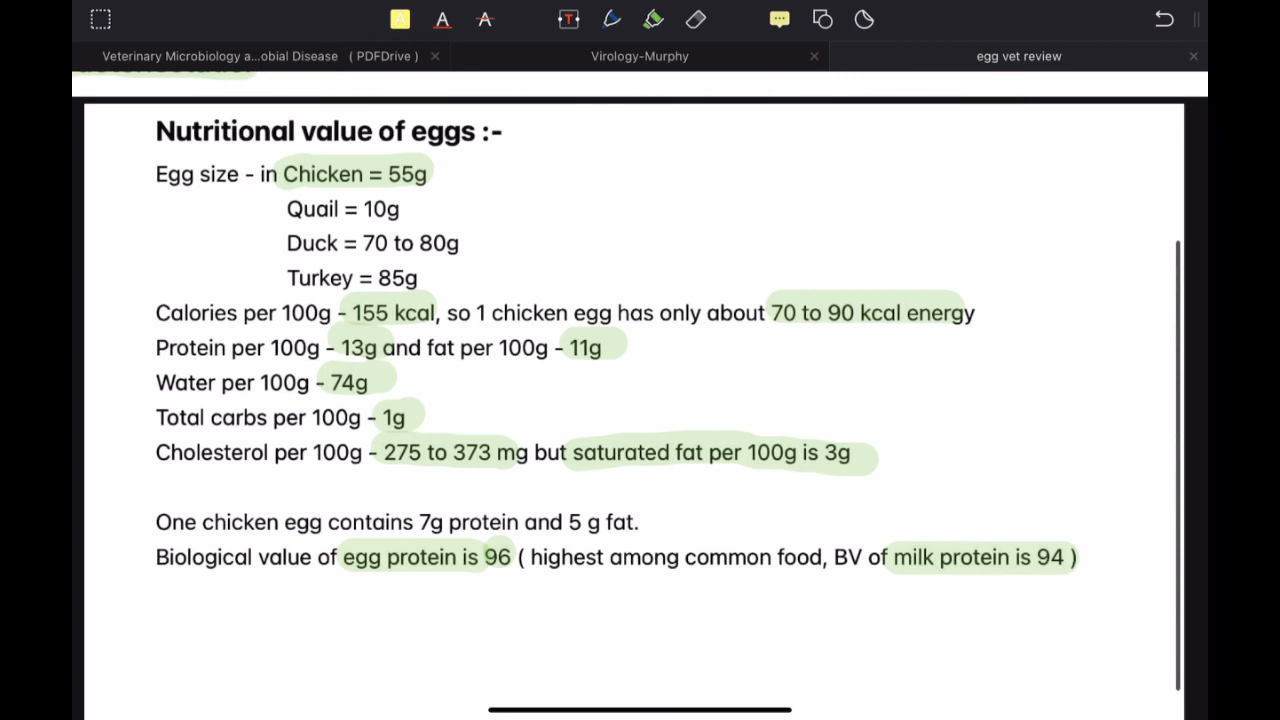 A A A T
Veterinary Microbiology a...obial Disease ( PDFDrive ) ×
Virology-Murphy ×
egg vet review ×
Nutritional value of eggs :-
Egg size - in Chicken = 55g
Quail = 10g
Duck = 70 to 80g
Turkey = 85g
Calories per 100g - 155 kcal, so 1 chicken egg has only about 70 to 90 kcal energy
Protein per 100g - 13g and fat per 100g - 11g
Water per 100g - 74g
Total carbs per 100g - 1g
Cholesterol per 100g - 275 to 373 mg but saturated fat per 100g is 3g
One chicken egg contains 7g protein and 5 g fat.
Biological value of egg protein is 96 ( highest among common food, BV of milk protein is 94 )